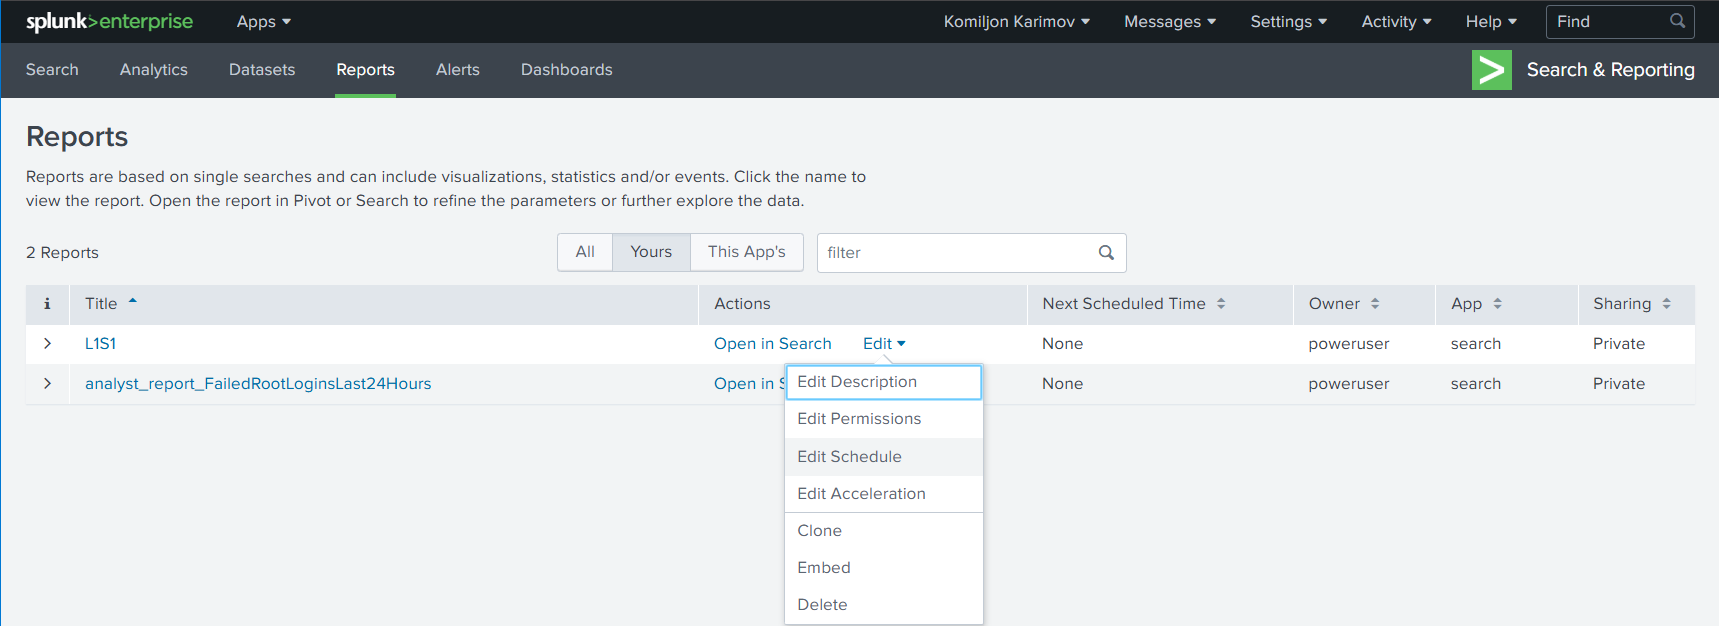 splunk>enterprise Apps Komiljon Karimov Messages Settings Activity Help Find
Search Analytics Datasets Reports Alerts Dashboards Search & Reporting
Reports
Reports are based on single searches and can include visualizations, statistics and/or events. Click the name to
view the report. Open the report in Pivot or Search to refine the parameters or further explore the data.
2 Reports All Yours This App's filter
i Title Actions Next Scheduled Time Owner App Sharing
L1S1 Open in Search Edit None poweruser search Private
analyst_report_FailedRootLoginsLast24Hours Open in None poweruser search Private
Edit Description
Edit Permissions
Edit Schedule
Edit Acceleration
Clone
Embed
Delete